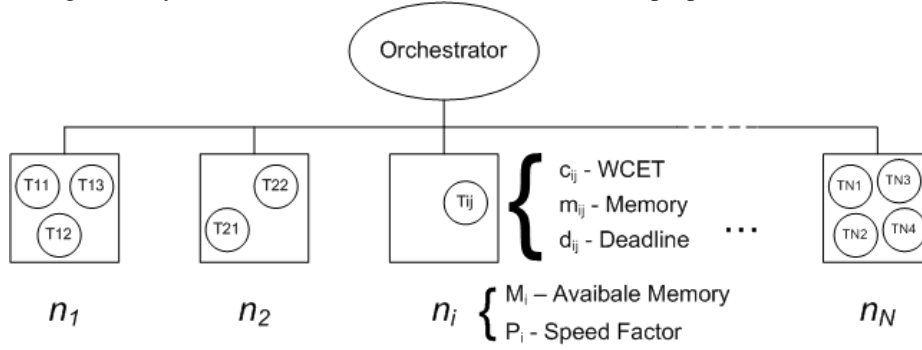 Orchestrator
T11 T13
T12
T22
T21
Tij
cij - WCET
mij - Memory
dij - Deadline
...
TN1 TN3
TN2 TN4
n1
n2
ni
Mi – Avaibale Memory
Pi - Speed Factor
nN